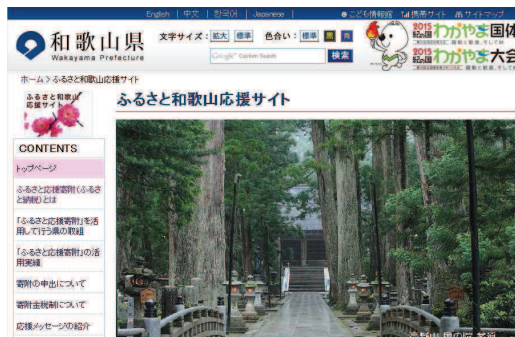 English | 中文 | 한국어 | Japanese |
●こども情報館 携帯サイト サイトマップ
和歌山県
Wakayama Prefecture
文字サイズ: 拡大 標準 色合い: 標準 黒 青
Google Custom Search 検索
2015 紀の国わかやま国体
2015 紀の国わかやま大会
ホーム > ふるさと和歌山応援サイト
ふるさと和歌山
応援サイト
ふるさと和歌山応援サイト
CONTENTS
トップページ
ふるさと応援寄附(ふるさ
と納税)とは
「ふるさと応援寄附」を活
用して行う県の取組
「ふるさと応援寄附」の活
用実績
寄附の申出について
寄附金税制について
応援メッセージの紹介